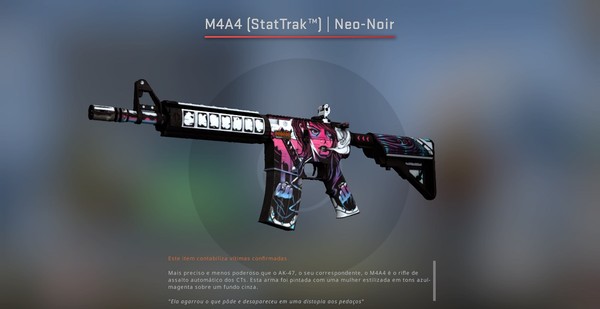 M4A4 (StatTrak™) | Neo-Noir
Este item contabiliza vítimas confirmadas.
Mais preciso e menos poderoso que o AK-47, o seu correspondente, o M4A4 é o rifle de
assalto automático dos CTs. Esta arma foi pintada com uma mulher estilizada em tons azul-
magenta sobre um fundo cinza.
"Ela agarrou o que pôde e desapareceu em uma distopia aos pedaços"